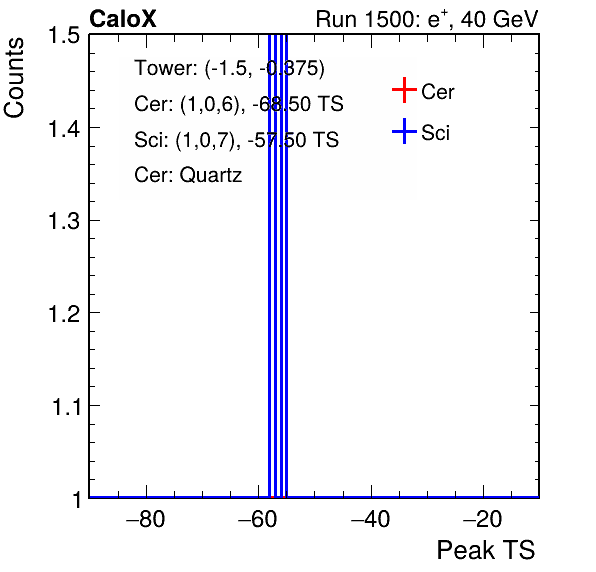 CaloX Run 1500: e+, 40 GeV
Counts
1.5
1.4
1.3
1.2
1.1
1
Tower: (-1.5, -0.375)
Cer: (1,0,6), -68.50 TS
Sci: (1,0,7), -57.50 TS
Cer: Quartz
Cer
Sci
−80 −60 −40 −20
Peak TS